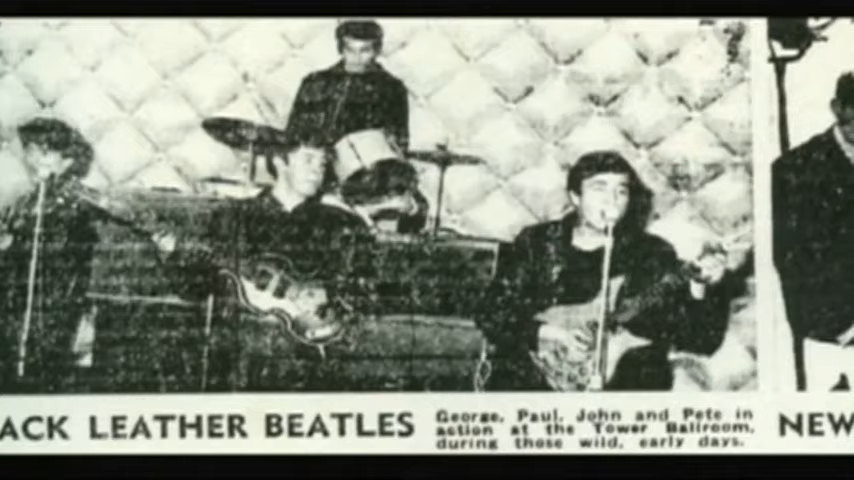 ACK LEATHER BEATLES
George, Paul, John and Pete in
action at the Tower Ballroom,
during those wild, early days.
NEW